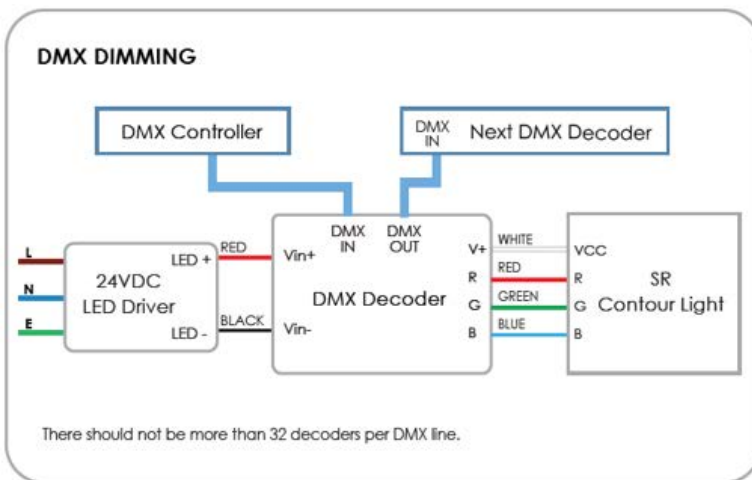 DMX DIMMING
DMX Controller
DMX
IN
Next DMX Decoder
L
N
E
24VDC
LED Driver
LED +
LED -
RED
BLACK
Vin+
Vin-
DMX
IN
DMX
OUT
DMX Decoder
V+
R
G
B
WHITE
RED
GREEN
BLUE
VCC
R
G
B
SR
Contour Light
There should not be more than 32 decoders per DMX line.